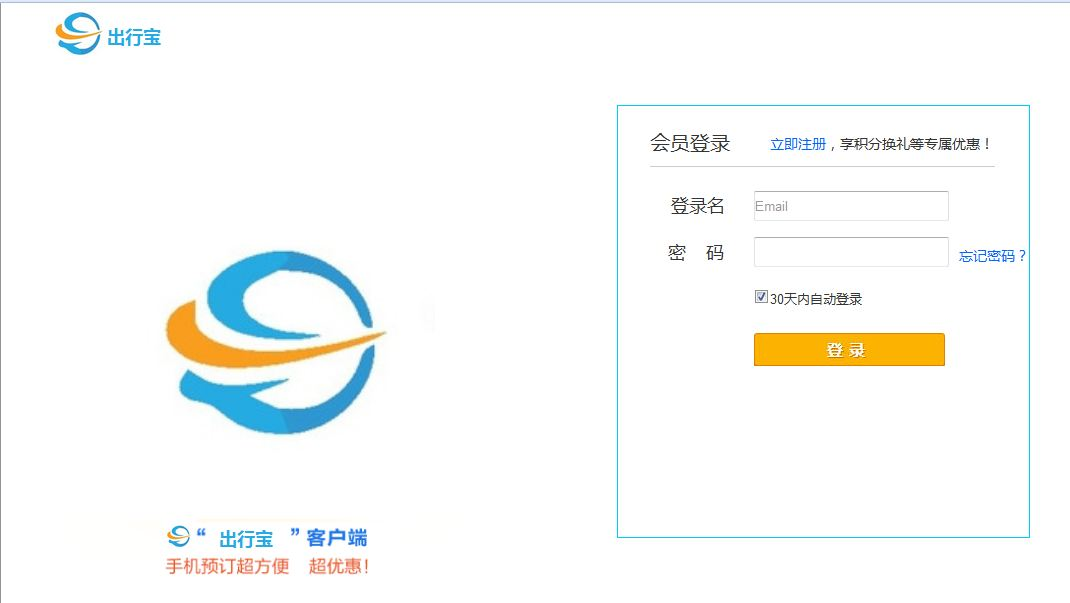 出行宝
会员登录 立即注册，享积分换礼等专属优惠！
登录名 Email
密 码 忘记密码？
30天内自动登录
登 录
“ 出行宝 ”客户端
手机预订超方便 超优惠！